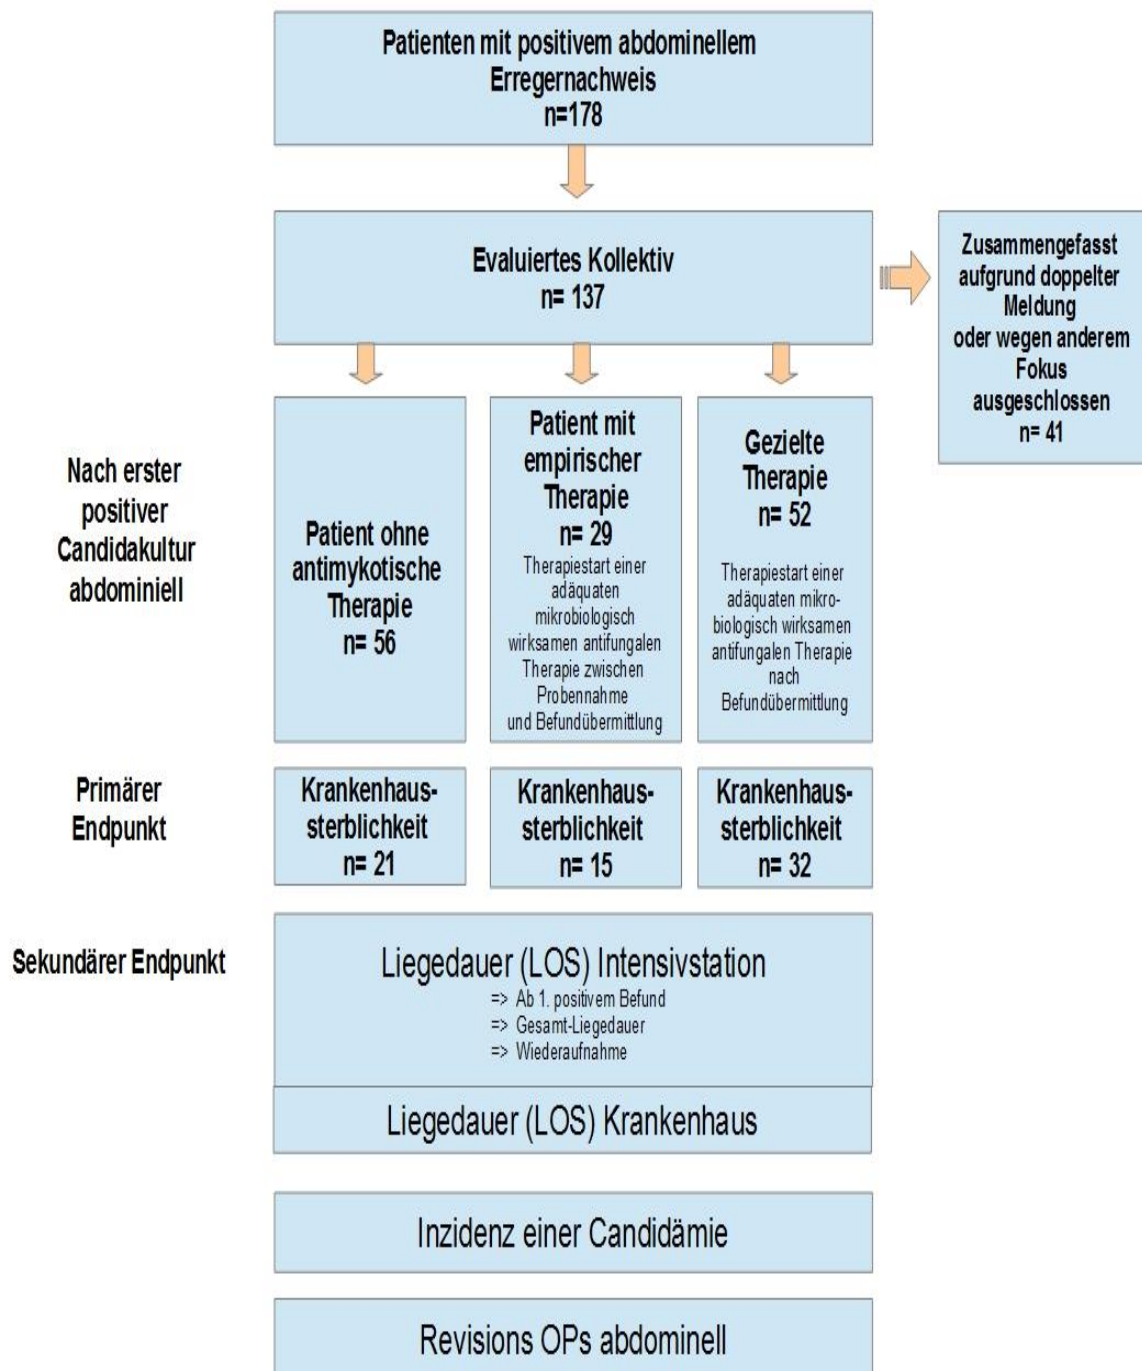 Patienten mit positivem abdominellem
Erregernachweis
n=178
Evaluiertes Kollektiv
n= 137
Zusammengefasst
aufgrund doppelter
Meldung
oder wegen anderem
Fokus
ausgeschlossen
n= 41
Nach erster
positiver
Candidakultur
abdominiell
Patient ohne
antimykotische
Therapie
n= 56
Patient mit
empirischer
Therapie
n= 29
Therapiestart einer
adäquaten
mikrobiologisch
wirksamen antifungalen
Therapie zwischen
Probennahme
und Befundübermittlung
Gezielte
Therapie
n= 52
Therapiestart einer
adäquaten mikro-
biologisch wirksamen
antifungalen Therapie
nach
Befundübermittlung
Primärer
Endpunkt
Krankenhaus-
sterblichkeit
n= 21
Krankenhaus-
sterblichkeit
n= 15
Krankenhaus-
sterblichkeit
n= 32
Sekundärer Endpunkt
Liegedauer (LOS) Intensivstation
=> Ab 1. positivem Befund
=> Gesamt-Liegedauer
=> Wiederaufnahme
Liegedauer (LOS) Krankenhaus
Inzidenz einer Candidämie
Revisions OPs abdominell